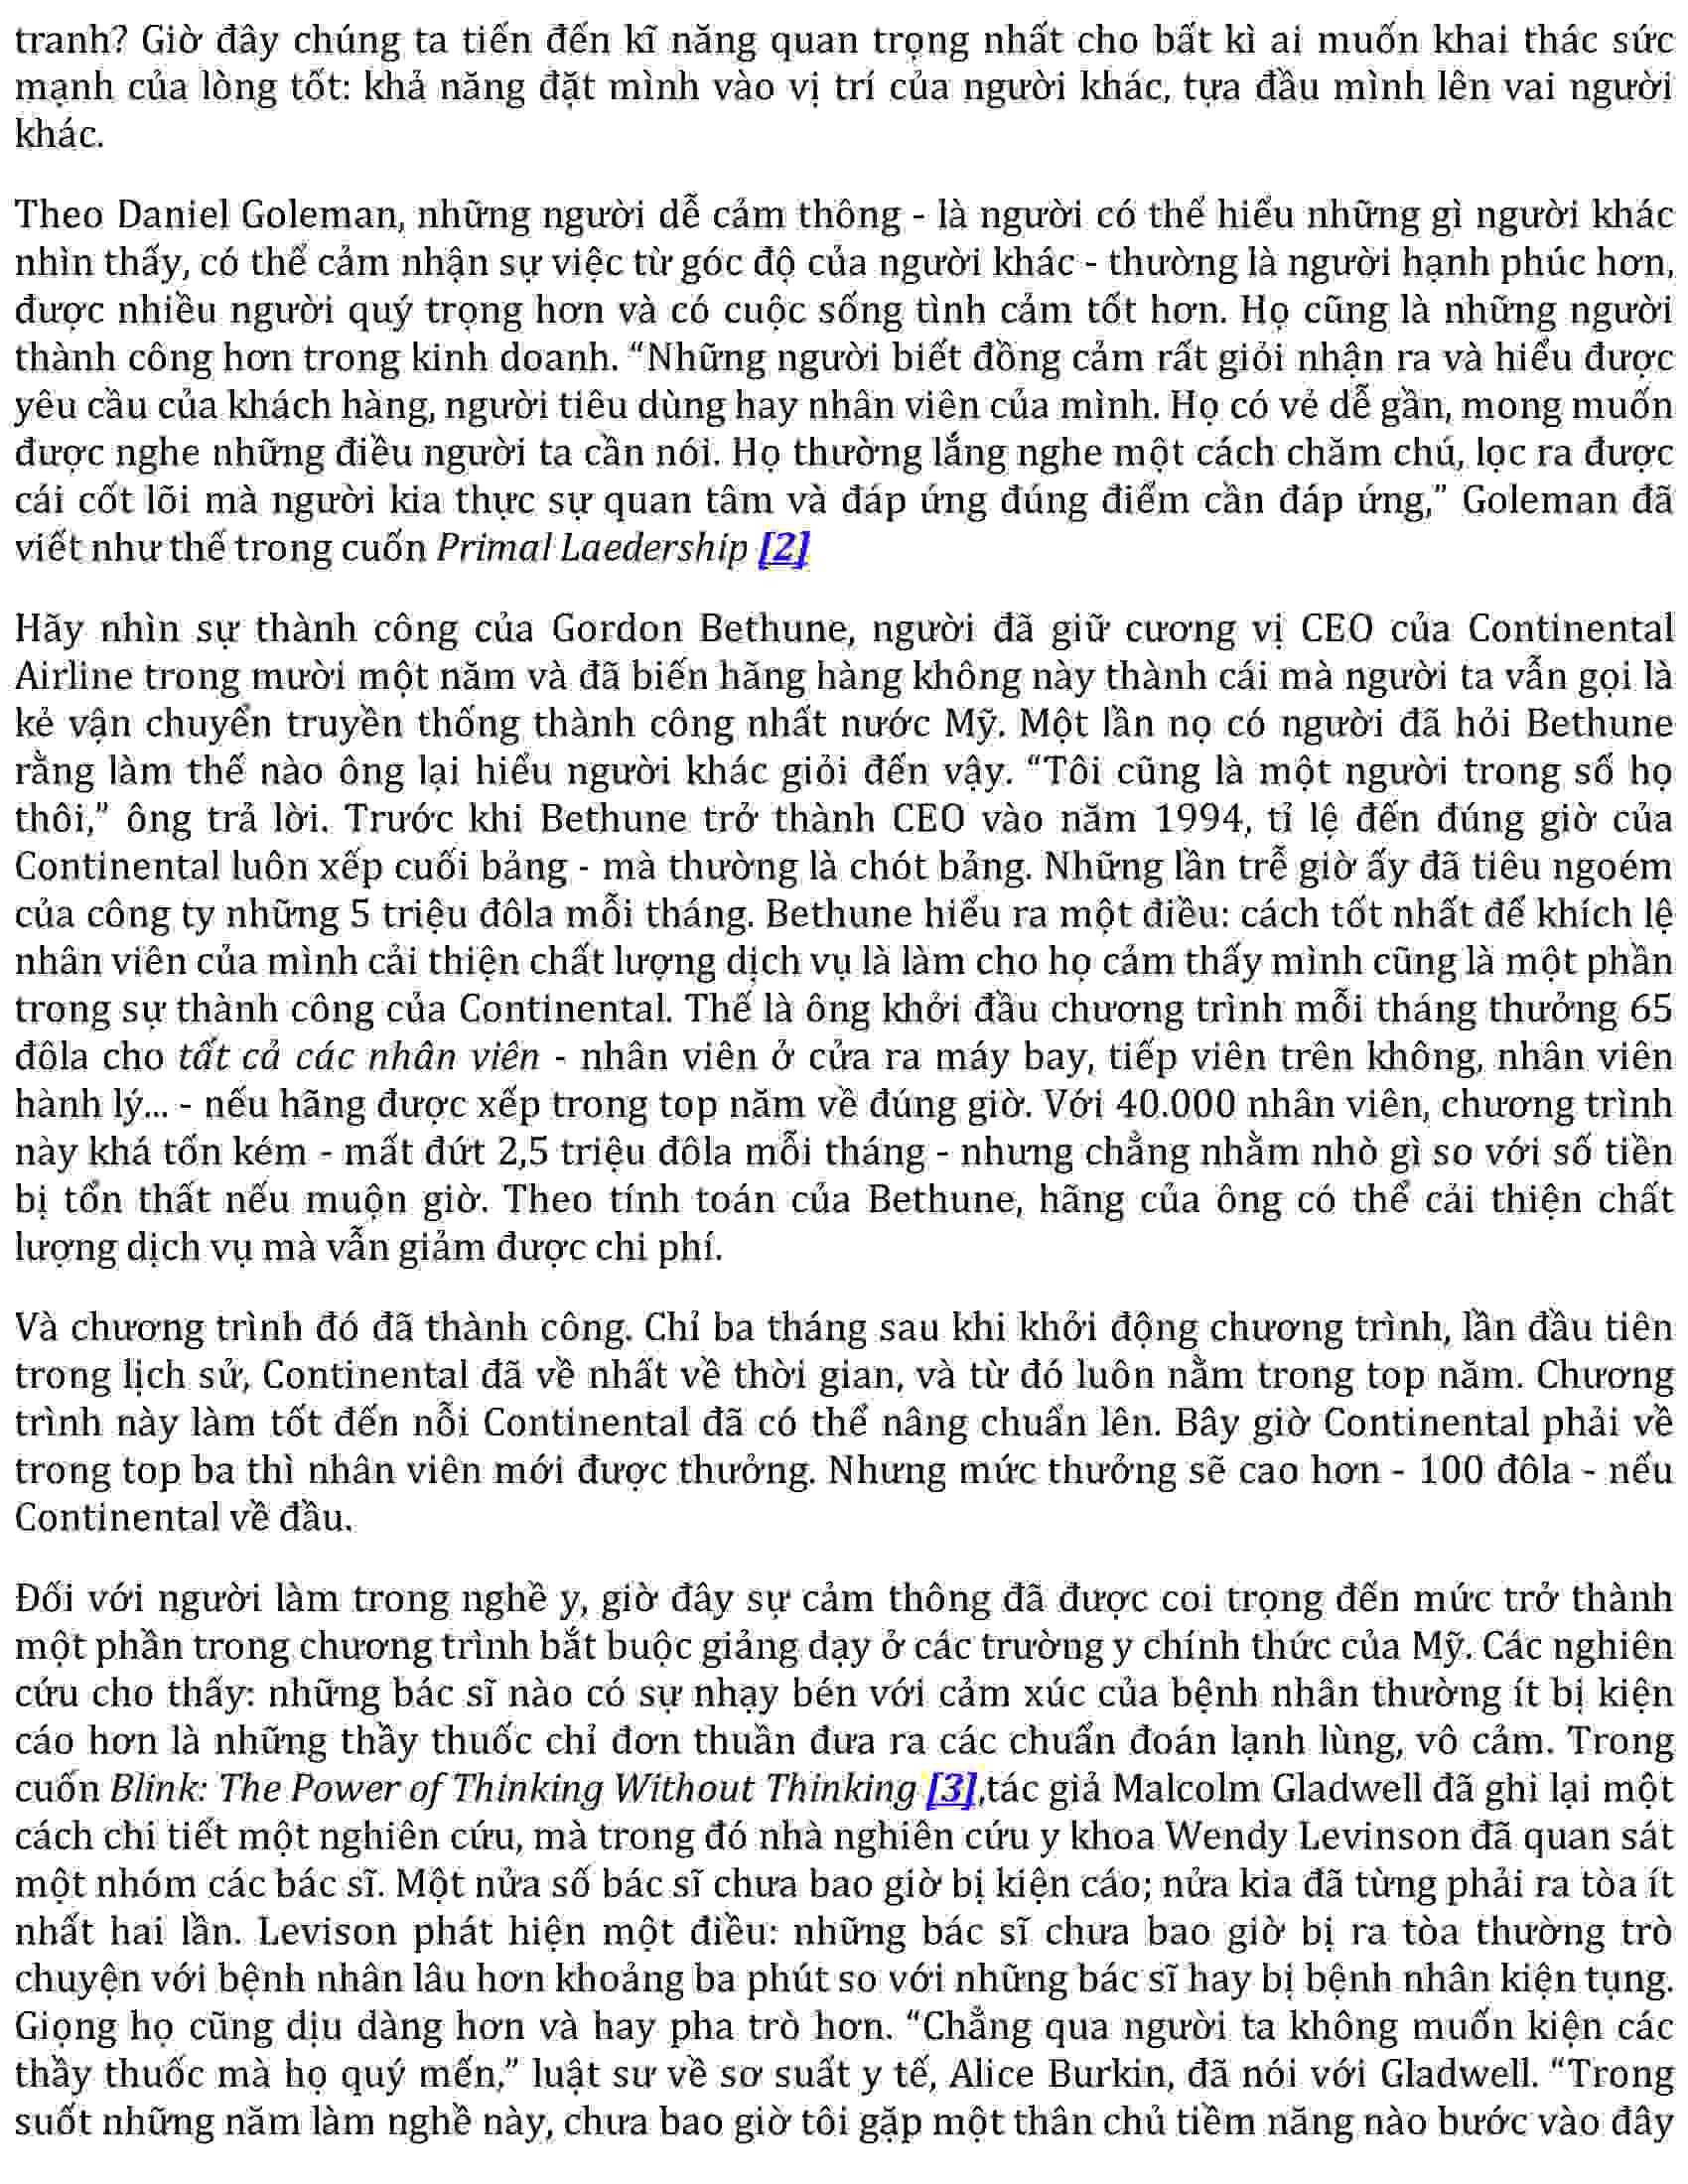 tranh? Giờ đây chúng ta tiến đến kĩ năng quan trọng nhất cho bất kì ai muốn khai thác sức
mạnh của lòng tốt: khả năng đặt mình vào vị trí của người khác, tựa đầu mình lên vai người
khác.
Theo Daniel Goleman, những người dễ cảm thông - là người có thể hiểu những gì người khác
nhìn thấy, có thể cảm nhận sự việc từ góc độ của người khác - thường là người hạnh phúc hơn,
được nhiều người quý trọng hơn và có cuộc sống tình cảm tốt hơn. Họ cũng là những người
thành công hơn trong kinh doanh. “Những người biết đồng cảm rất giỏi nhận ra và hiểu được
yêu cầu của khách hàng, người tiêu dùng hay nhân viên của mình. Họ có vẻ dễ gần, mong muốn
được nghe những điều người ta cần nói. Họ thường lắng nghe một cách chăm chú, lọc ra được
cái cốt lõi mà người kia thực sự quan tâm và đáp ứng đúng điểm cần đáp ứng,” Goleman đã
viết như thế trong cuốn Primal Laedership [2]
Hãy nhìn sự thành công của Gordon Bethune, người đã giữ cương vị CEO của Continental
Airline trong mười một năm và đã biến hãng hàng không này thành cái mà người ta vẫn gọi là
kẻ vận chuyển truyền thống thành công nhất nước Mỹ. Một lần nọ có người đã hỏi Bethune
rằng làm thế nào ông lại hiểu người khác giỏi đến vậy. “Tôi cũng là một người trong số họ
thôi,” ông trả lời. Trước khi Bethune trở thành CEO vào năm 1994, tỉ lệ đến đúng giờ của
Continental luôn xếp cuối bảng - mà thường là chót bảng. Những lần trễ giờ ấy đã tiêu ngoém
của công ty những 5 triệu đôla mỗi tháng. Bethune hiểu ra một điều: cách tốt nhất để khích lệ
nhân viên của mình cải thiện chất lượng dịch vụ là làm cho họ cảm thấy mình cũng là một phần
trong sự thành công của Continental. Thế là ông khởi đầu chương trình mỗi tháng thưởng 65
đôla cho tất cả các nhân viên - nhân viên ở cửa ra máy bay, tiếp viên trên không, nhân viên
hành lý... - nếu hãng được xếp trong top năm về đúng giờ. Với 40.000 nhân viên, chương trình
này khá tốn kém - mất đứt 2,5 triệu đôla mỗi tháng - nhưng chẳng nhằm nhò gì so với số tiền
bị tổn thất nếu muộn giờ. Theo tính toán của Bethune, hãng của ông có thể cải thiện chất
lượng dịch vụ mà vẫn giảm được chi phí.
Và chương trình đó đã thành công. Chỉ ba tháng sau khi khởi động chương trình, lần đầu tiên
trong lịch sử, Continental đã về nhất về thời gian, và từ đó luôn nằm trong top năm. Chương
trình này làm tốt đến nỗi Continental đã có thể nâng chuẩn lên. Bây giờ Continental phải về
trong top ba thì nhân viên mới được thưởng. Nhưng mức thưởng sẽ cao hơn - 100 đôla - nếu
Continental về đầu.
Đối với người làm trong nghề y, giờ đây sự cảm thông đã được coi trọng đến mức trở thành
một phần trong chương trình bắt buộc giảng dạy ở các trường y chính thức của Mỹ. Các nghiên
cứu cho thấy: những bác sĩ nào có sự nhạy bén với cảm xúc của bệnh nhân thường ít bị kiện
cáo hơn là những thầy thuốc chỉ đơn thuần đưa ra các chuẩn đoán lạnh lùng, vô cảm. Trong
cuốn Blink: The Power of Thinking Without Thinking [3],tác giả Malcolm Gladwell đã ghi lại một
cách chi tiết một nghiên cứu, mà trong đó nhà nghiên cứu y khoa Wendy Levinson đã quan sát
một nhóm các bác sĩ. Một nửa số bác sĩ chưa bao giờ bị kiện cáo; nửa kia đã từng phải ra tòa ít
nhất hai lần. Levison phát hiện một điều: những bác sĩ chưa bao giờ bị ra tòa thường trò
chuyện với bệnh nhân lâu hơn khoảng ba phút so với những bác sĩ hay bị bệnh nhân kiện tụng.
Giọng họ cũng dịu dàng hơn và hay pha trò hơn. “Chẳng qua người ta không muốn kiện các
thầy thuốc mà họ quý mến,” luật sư về sơ suất y tế, Alice Burkin, đã nói với Gladwell. “Trong
suốt những năm làm nghề này, chưa bao giờ tôi gặp một thân chủ tiềm năng nào bước vào đây